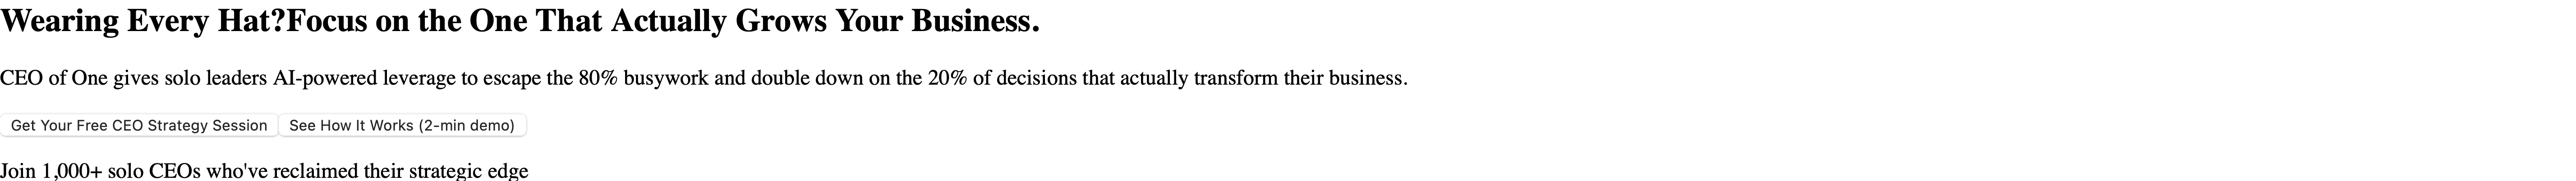 Wearing Every Hat?Focus on the One That Actually Grows Your Business.
CEO of One gives solo leaders AI-powered leverage to escape the 80% busywork and double down on the 20% of decisions that actually transform their business.
Get Your Free CEO Strategy Session See How It Works (2-min demo)
Join 1,000+ solo CEOs who've reclaimed their strategic edge